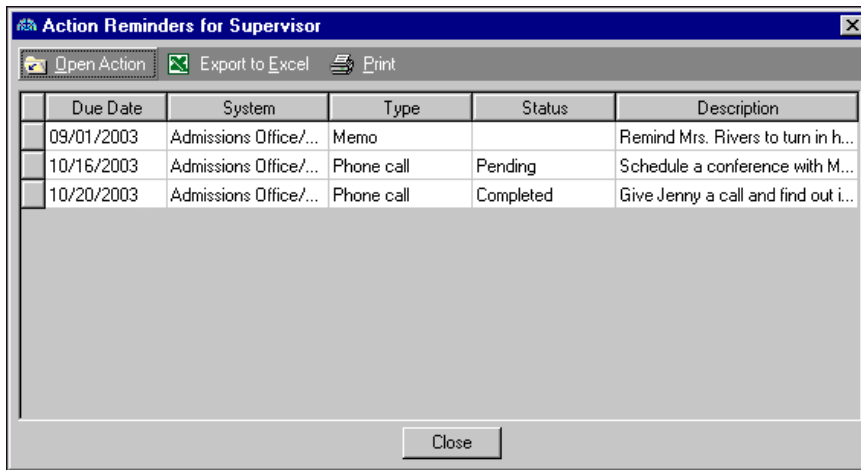 Action Reminders for Supervisor
Open Action Export to Excel Print
Due Date System Type Status Description
09/01/2003 Admissions Office/... Memo Remind Mrs. Rivers to turn in h...
10/16/2003 Admissions Office/... Phone call Pending Schedule a conference with M...
10/20/2003 Admissions Office/... Phone call Completed Give Jenny a call and find out i...
Close